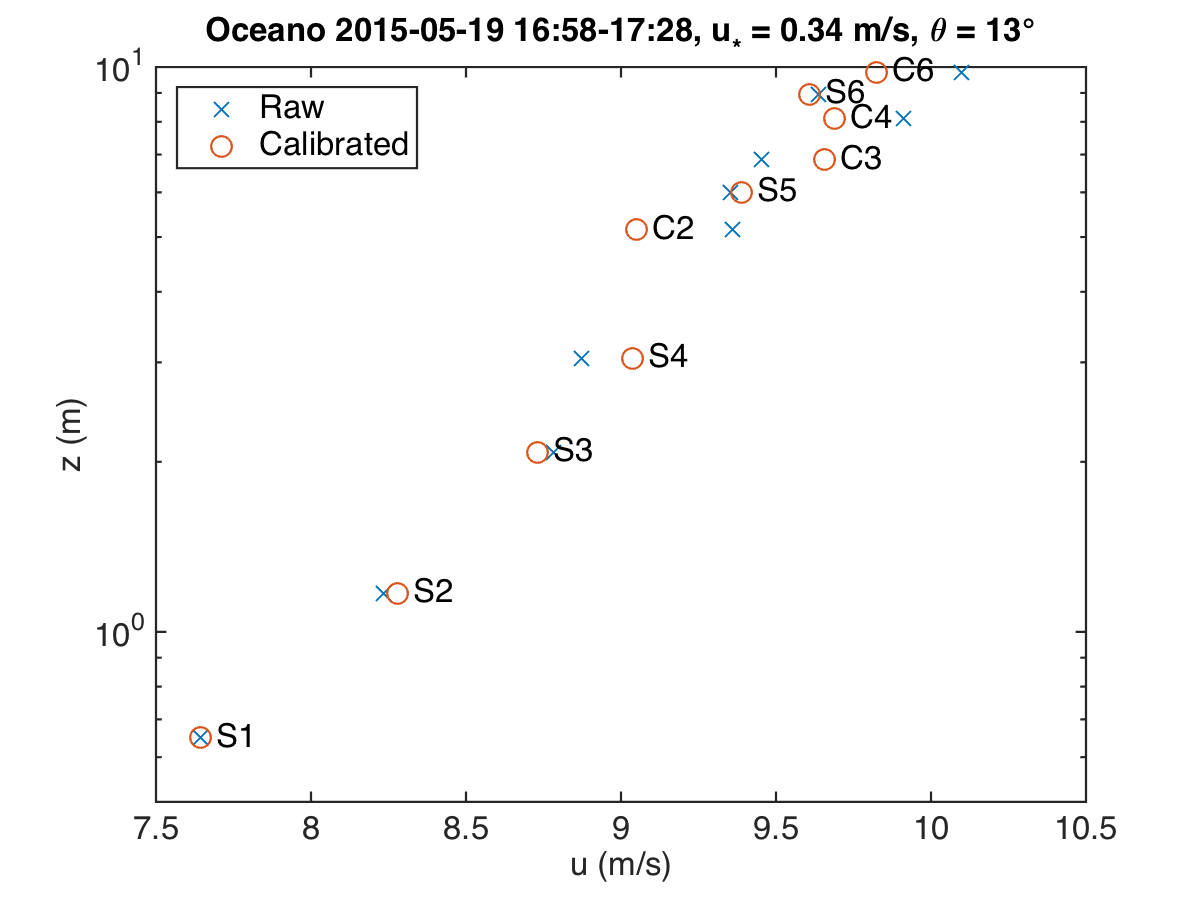 Oceano 2015-05-19 16:58-17:28, u* = 0.34 m/s, θ = 13°
Raw
Calibrated
10¹
C6
S6
C4
C3
S5
C2
S4
z (m)
S3
S2
10⁰
S1
7.5 8 8.5 9 9.5 10 10.5
u (m/s)